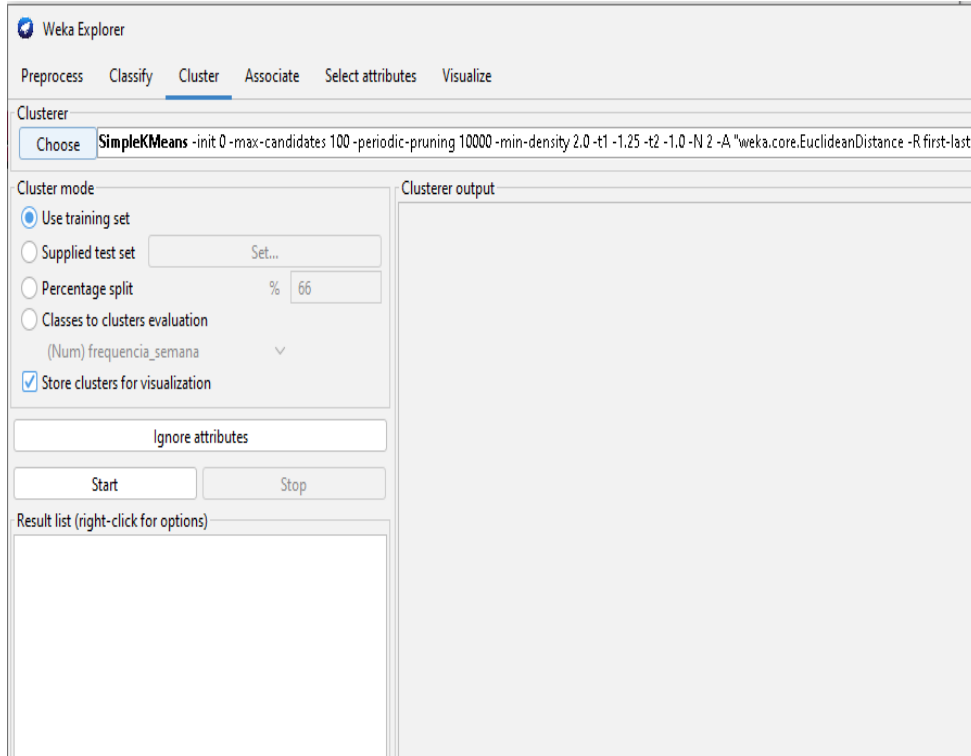 Weka Explorer
Preprocess Classify Cluster Associate Select attributes Visualize
Clusterer
Choose SimpleKMeans -init 0 -max-candidates 100 -periodic-pruning 10000 -min-density 2.0 -t1 -1.25 -t2 -1.0 -N 2 -A "weka.core.EuclideanDistance -R first-last
Cluster mode
Use training set
Supplied test set Set...
Percentage split % 66
Classes to clusters evaluation
(Num) frequencia_semana
Store clusters for visualization
Ignore attributes
Start Stop
Result list (right-click for options)
Clusterer output